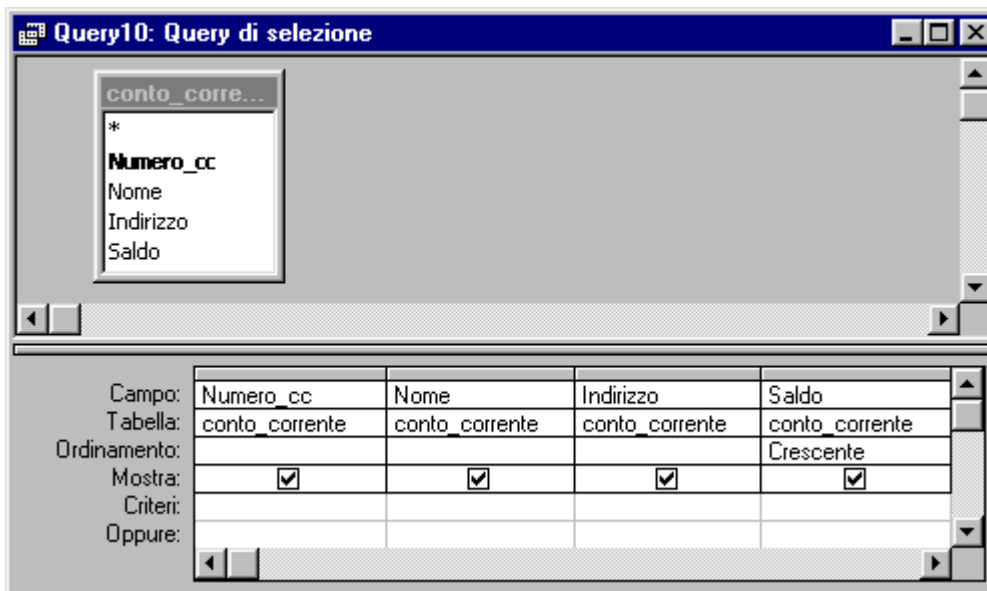 Query10: Query di selezione
conto_corre...
*
Numero_cc
Nome
Indirizzo
Saldo
Campo: Numero_cc Nome Indirizzo Saldo
Tabella: conto_corrente conto_corrente conto_corrente conto_corrente
Ordinamento: Crescente
Mostra:
Criteri:
Oppure: